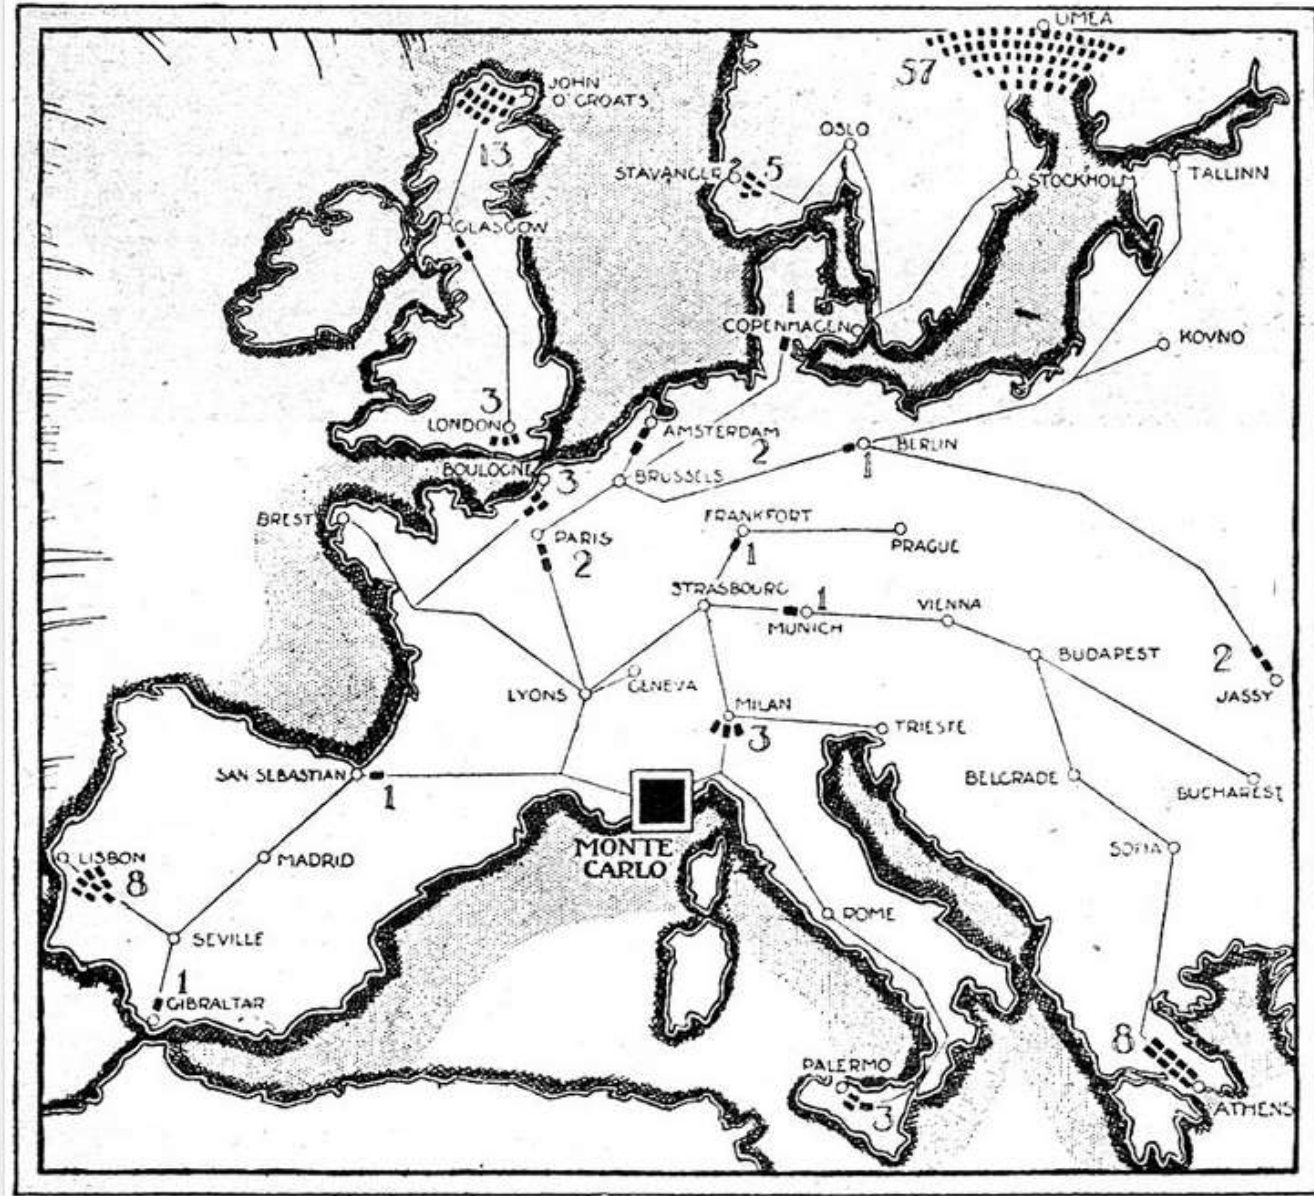 UMEA
57
JOHN
O'GROATS
13
OSLO
STAVANGER
5
STOCKHOLM
TALLINN
GLASGOW
1
COPENHAGEN
KOVNO
3
LONDON
AMSTERDAM
2
BERLIN
1
BOULOGNE
3
BRUSSELS
BREST
PARIS
2
FRANKFORT
1
PRAGUE
STRASBOURG
1
MUNICH
VIENNA
BUDAPEST
2
JASSY
LYONS
GENEVA
MILAN
3
TRIESTE
SAN SEBASTIAN
1
BELGRADE
BUCHAREST
MONTE
CARLO
LISBON
8
MADRID
SOFIA
SEVILLE
ROME
1
GIBRALTAR
8
PALERMO
3
ATHENS